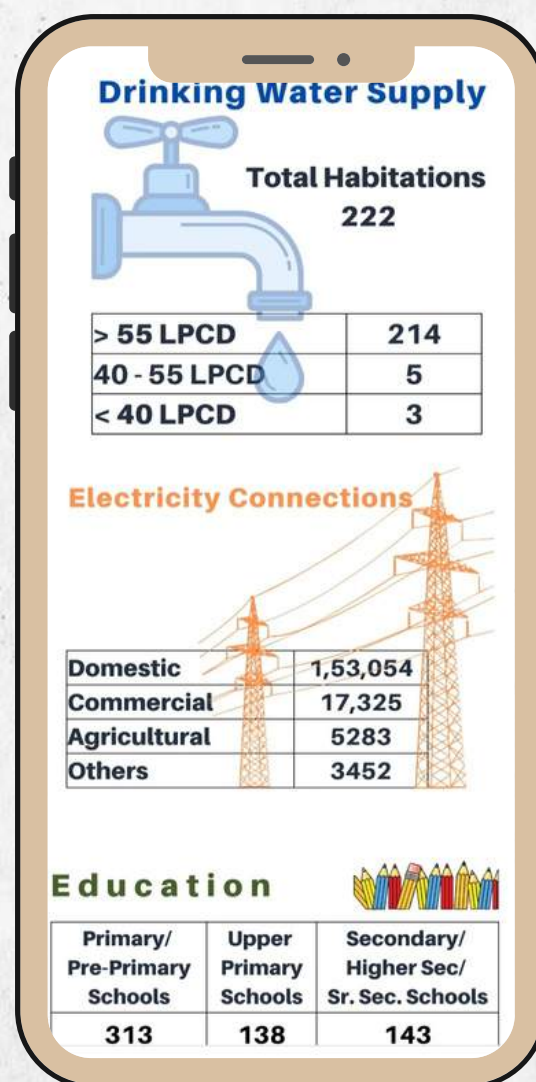 Drinking Water Supply
Total Habitations
222
> 55 LPCD 214
40 - 55 LPCD 5
< 40 LPCD 3
Electricity Connections
Domestic 1,53,054
Commercial 17,325
Agricultural 5283
Others 3452
Education
Primary/ Upper Secondary/
Pre-Primary Primary Higher Sec/
Schools Schools Sr. Sec. Schools
313 138 143